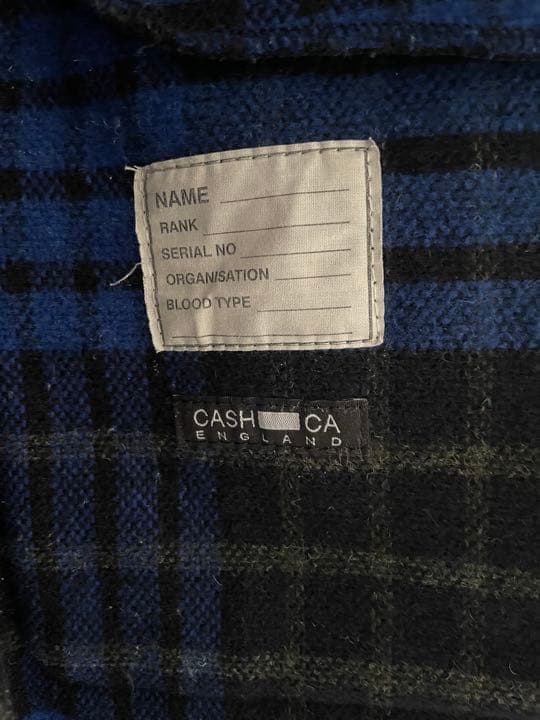 NAME
RANK
SERIAL NO
ORGANISATION
BLOOD TYPE
CASH CA
ENGLAND